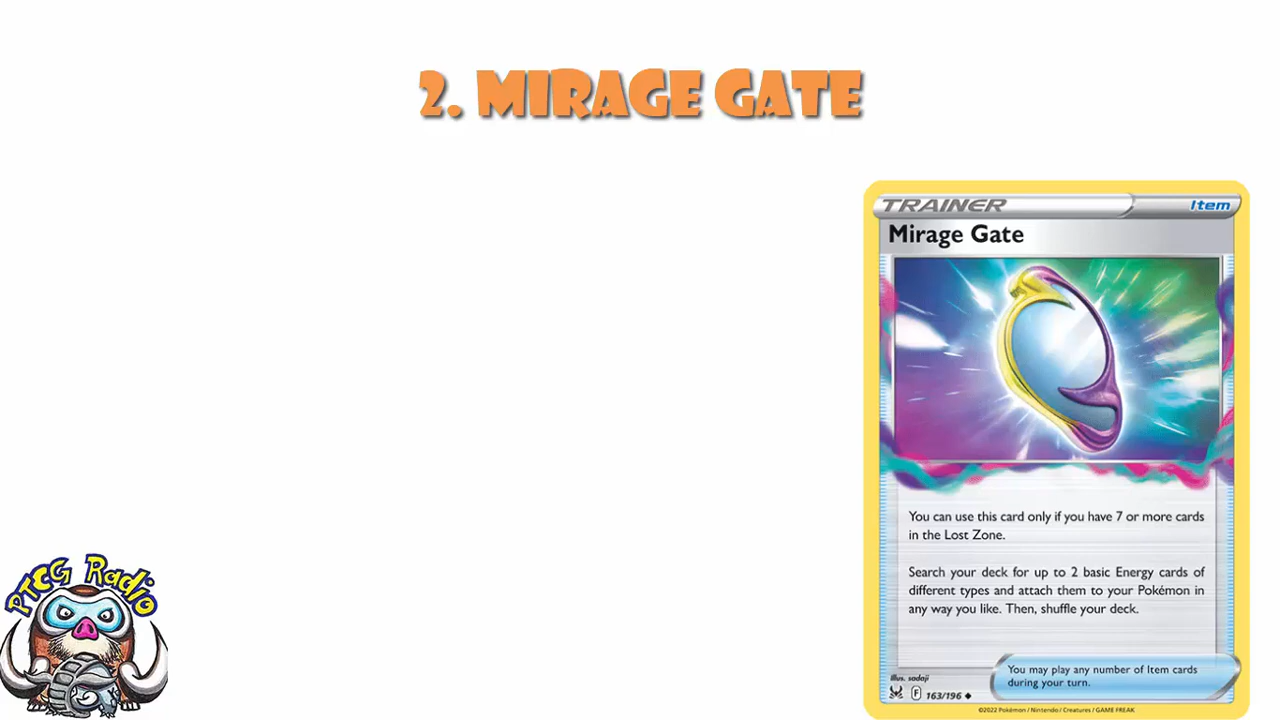 2. MIRAGE GATE
TRAINER
Item
Mirage Gate
You can use this card only if you have 7 or more cards
in the Lost Zone.
Search your deck for up to 2 basic Energy cards of
different types and attach them to your Pokémon in
any way you like. Then, shuffle your deck.
You may play any number of Item cards
during your turn.
Illus. sadaji
F 163/196
©2022 Pokémon / Nintendo / Creatures / GAME FREAK
PTCG Radio